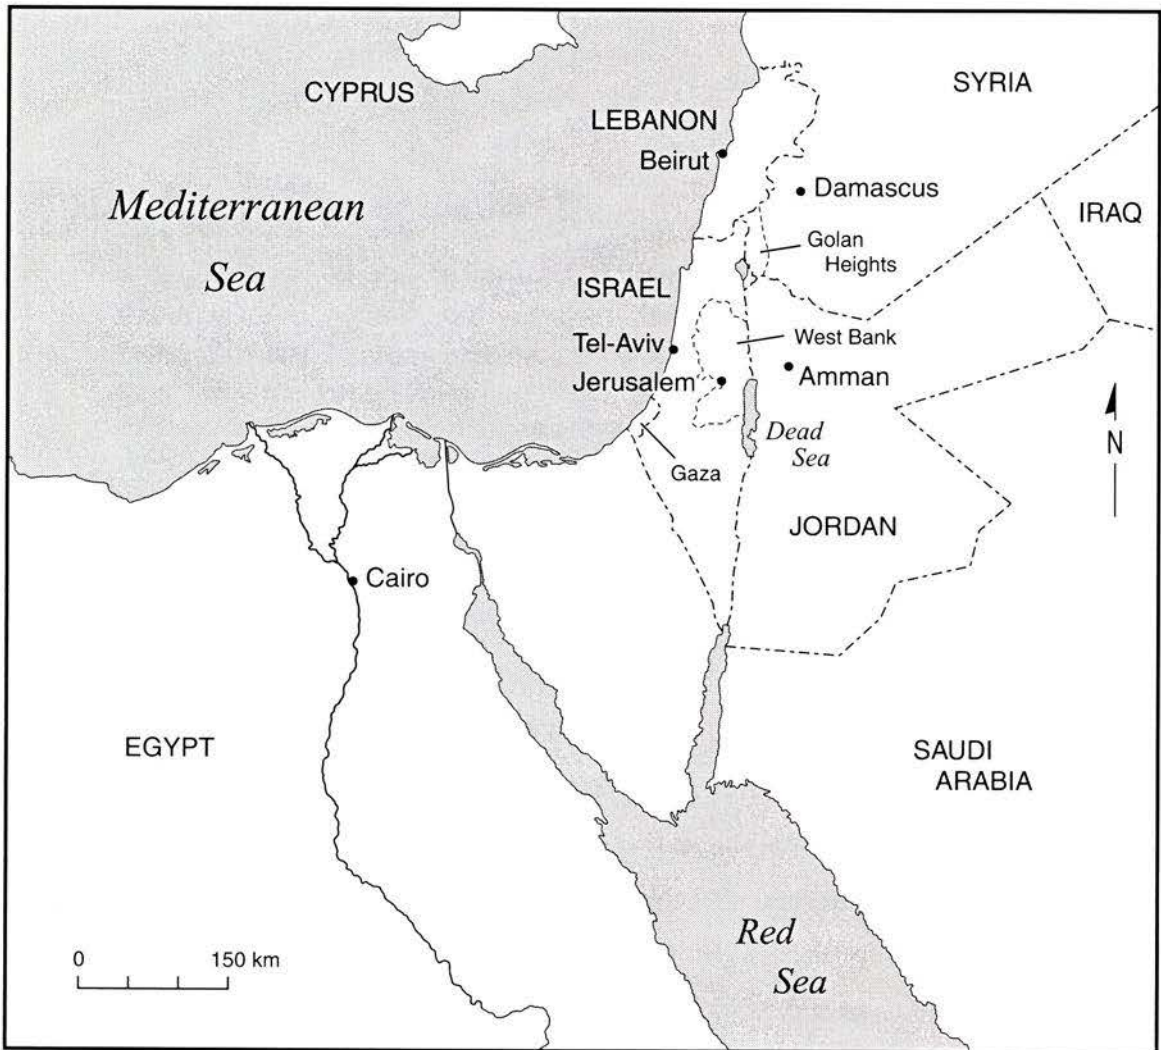 CYPRUS
SYRIA
LEBANON
Beirut
Mediterranean
Sea
Damascus
IRAQ
Golan
Heights
ISRAEL
Tel-Aviv
West Bank
Jerusalem
Amman
Dead
Sea
N
Gaza
JORDAN
Cairo
EGYPT
SAUDI
ARABIA
Red
Sea
0 150 km